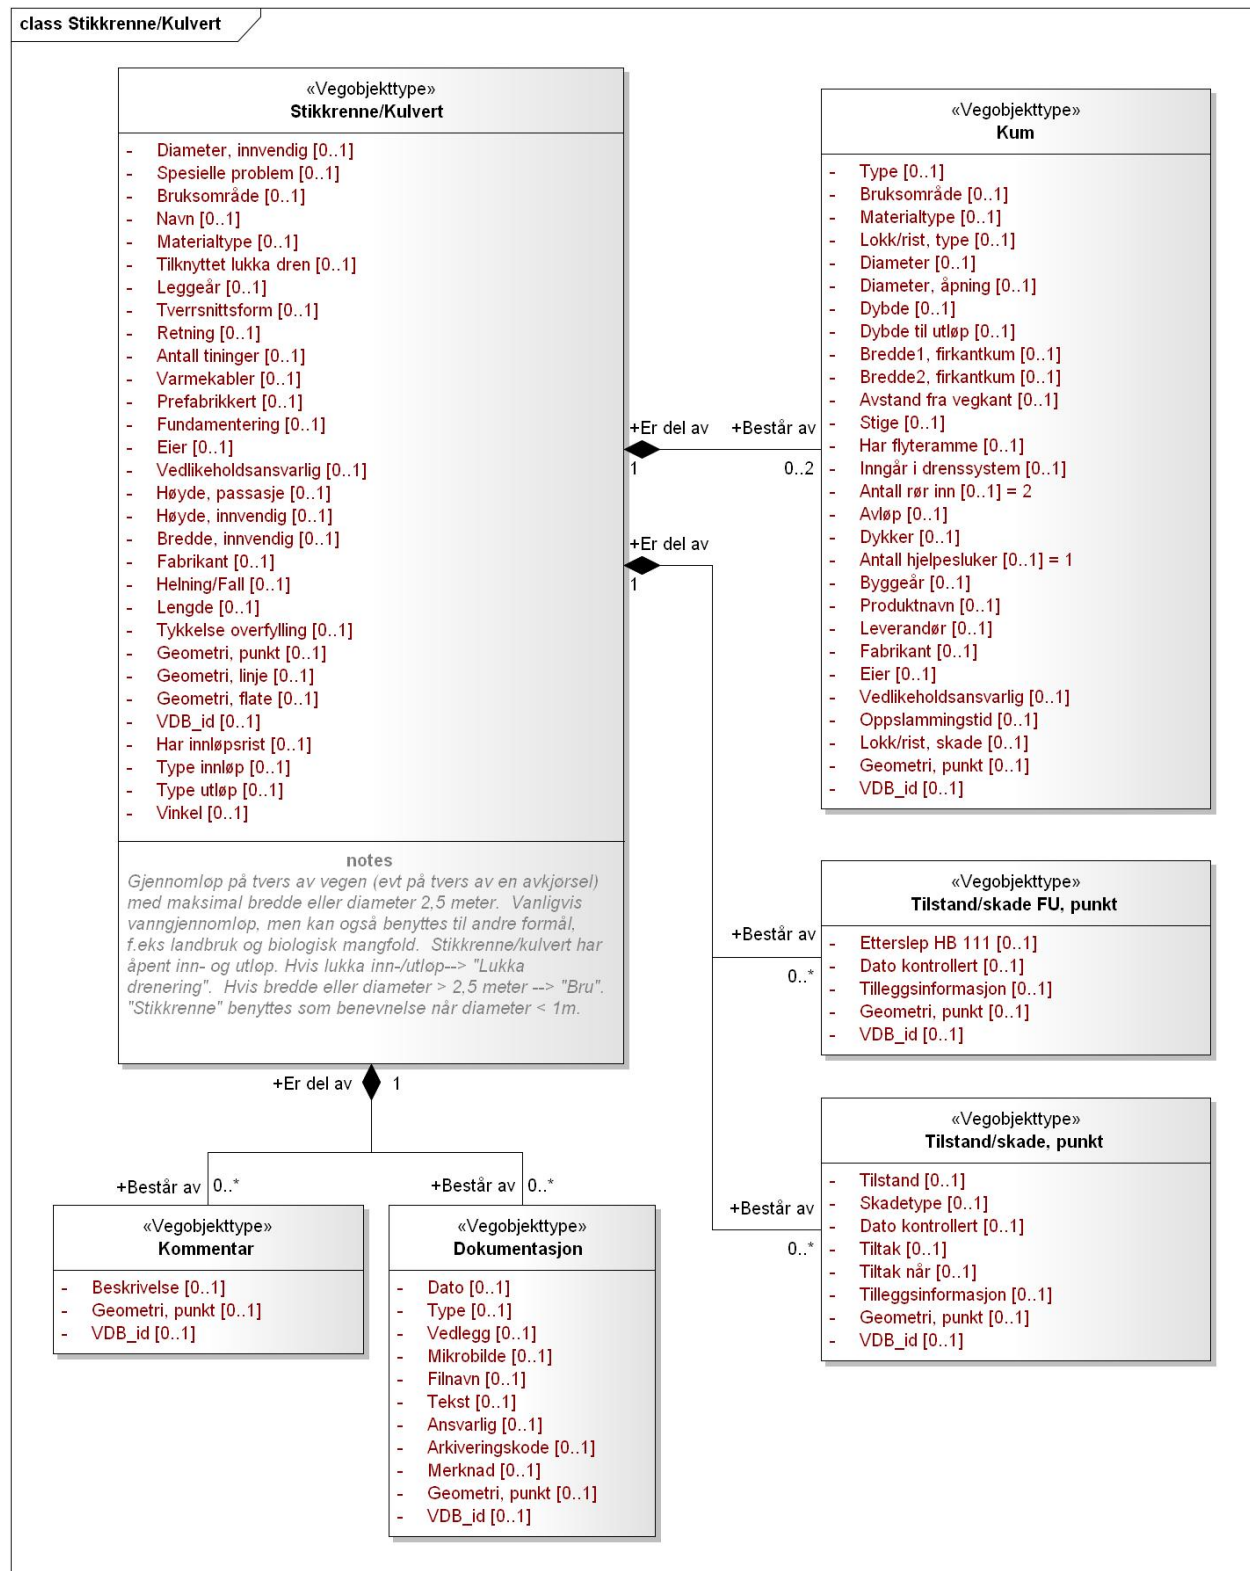 class Stikkrenne/Kulvert
«Vegobjekttype»
Stikkrenne/Kulvert
- Diameter, innvendig [0..1]
- Spesielle problem [0..1]
- Bruksområde [0..1]
- Navn [0..1]
- Materialtype [0..1]
- Tilknyttet lukka dren [0..1]
- Leggeår [0..1]
- Tverrsnittsform [0..1]
- Retning [0..1]
- Antall tininger [0..1]
- Varmekabler [0..1]
- Prefabrikkert [0..1]
- Fundamentering [0..1]
- Eier [0..1]
- Vedlikeholdsansvarlig [0..1]
- Høyde, passasje [0..1]
- Høyde, innvendig [0..1]
- Bredde, innvendig [0..1]
- Fabrikant [0..1]
- Helning/Fall [0..1]
- Lengde [0..1]
- Tykkelse overfylling [0..1]
- Geometri, punkt [0..1]
- Geometri, linje [0..1]
- Geometri, flate [0..1]
- VDB_id [0..1]
- Har innløpsrist [0..1]
- Type innløp [0..1]
- Type utløp [0..1]
- Vinkel [0..1]
notes
Gjennomløp på tvers av vegen (evt på tvers av en avkjørsel)
med maksimal bredde eller diameter 2,5 meter.  Vanligvis
vanngjennomløp, men kan også benyttes til andre formål,
f.eks landbruk og biologisk mangfold.  Stikkrenne/kulvert har
åpent inn- og utløp. Hvis lukka inn-/utløp--> "Lukka
drenering".  Hvis bredde eller diameter > 2,5 meter --> "Bru".
"Stikkrenne" benyttes som benevnelse når diameter < 1m.
+Er del av
1
+Består av
0..2
«Vegobjekttype»
Kum
- Type [0..1]
- Bruksområde [0..1]
- Materialtype [0..1]
- Lokk/rist, type [0..1]
- Diameter [0..1]
- Diameter, åpning [0..1]
- Dybde [0..1]
- Dybde til utløp [0..1]
- Bredde1, firkantkum [0..1]
- Bredde2, firkantkum [0..1]
- Avstand fra vegkant [0..1]
- Stige [0..1]
- Har flyteramme [0..1]
- Inngår i drenssystem [0..1]
- Antall rør inn [0..1] = 2
- Avløp [0..1]
- Dykker [0..1]
- Antall hjelpesluker [0..1] = 1
- Byggeår [0..1]
- Produktnavn [0..1]
- Leverandør [0..1]
- Fabrikant [0..1]
- Eier [0..1]
- Vedlikeholdsansvarlig [0..1]
- Oppslammingstid [0..1]
- Lokk/rist, skade [0..1]
- Geometri, punkt [0..1]
- VDB_id [0..1]
+Er del av
1
+Består av
0..*
«Vegobjekttype»
Tilstand/skade FU, punkt
- Etterslep HB 111 [0..1]
- Dato kontrollert [0..1]
- Tilleggsinformasjon [0..1]
- Geometri, punkt [0..1]
- VDB_id [0..1]
+Består av
0..*
«Vegobjekttype»
Tilstand/skade, punkt
- Tilstand [0..1]
- Skadetype [0..1]
- Dato kontrollert [0..1]
- Tiltak [0..1]
- Tiltak når [0..1]
- Tilleggsinformasjon [0..1]
- Geometri, punkt [0..1]
- VDB_id [0..1]
+Er del av 1
+Består av 0..*
«Vegobjekttype»
Kommentar
- Beskrivelse [0..1]
- Geometri, punkt [0..1]
- VDB_id [0..1]
+Består av 0..*
«Vegobjekttype»
Dokumentasjon
- Dato [0..1]
- Type [0..1]
- Vedlegg [0..1]
- Mikrobilde [0..1]
- Filnavn [0..1]
- Tekst [0..1]
- Ansvarlig [0..1]
- Arkiveringskode [0..1]
- Merknad [0..1]
- Geometri, punkt [0..1]
- VDB_id [0..1]